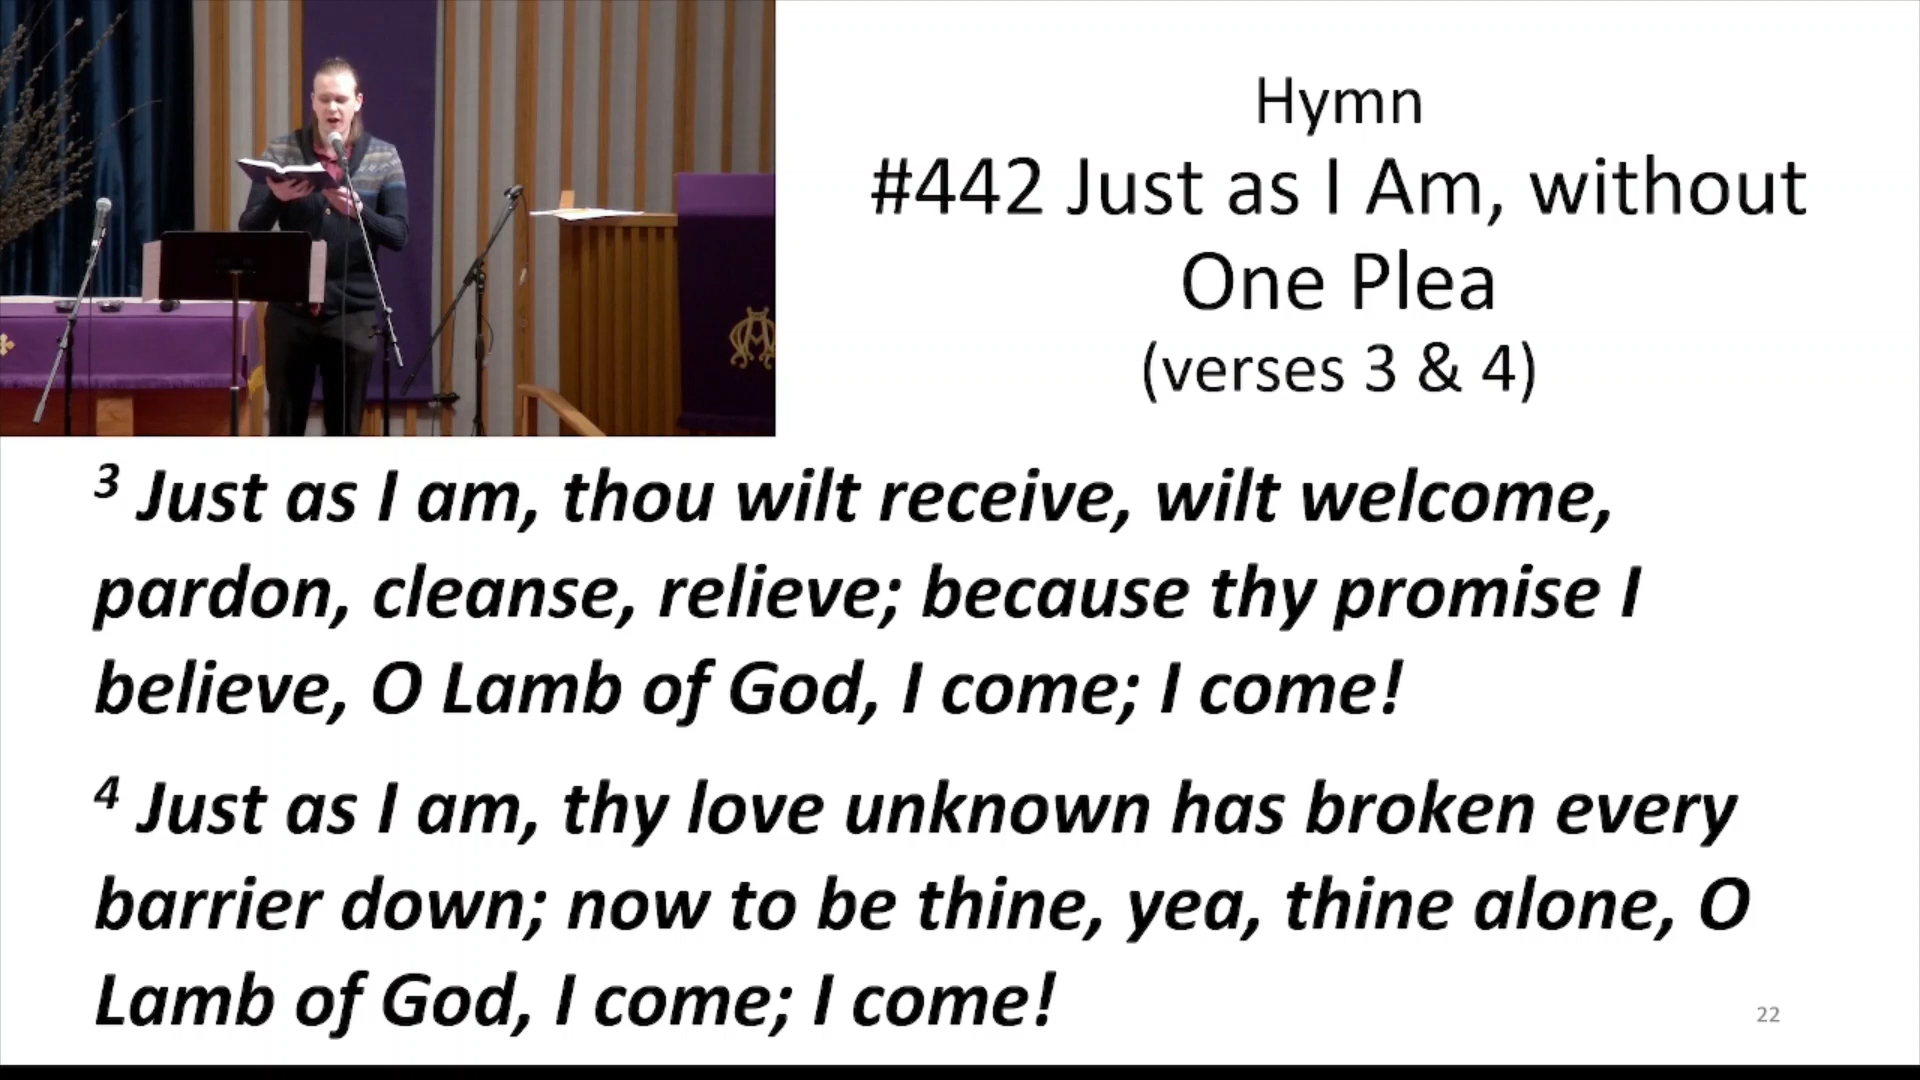 Hymn
#442 Just as I Am, without
One Plea
(verses 3 & 4)
3 Just as I am, thou wilt receive, wilt welcome,
pardon, cleanse, relieve; because thy promise I
believe, O Lamb of God, I come; I come!
4 Just as I am, thy love unknown has broken every
barrier down; now to be thine, yea, thine alone, O
Lamb of God, I come; I come!
22